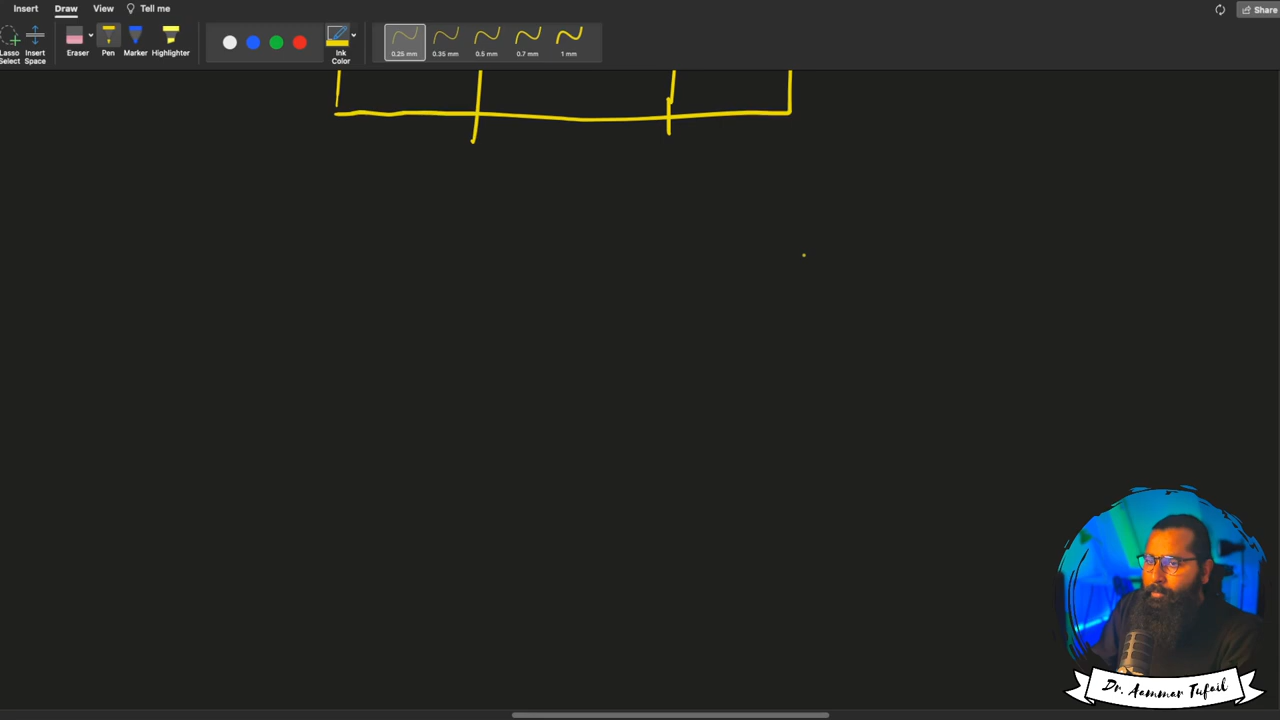 Insert Draw View Tell me Share
Lasso Select Insert Space Eraser Pen Marker Highlighter Ink Color 0.25 mm 0.35 mm 0.5 mm 0.7 mm 1 mm
Dr. Aammar Tufail